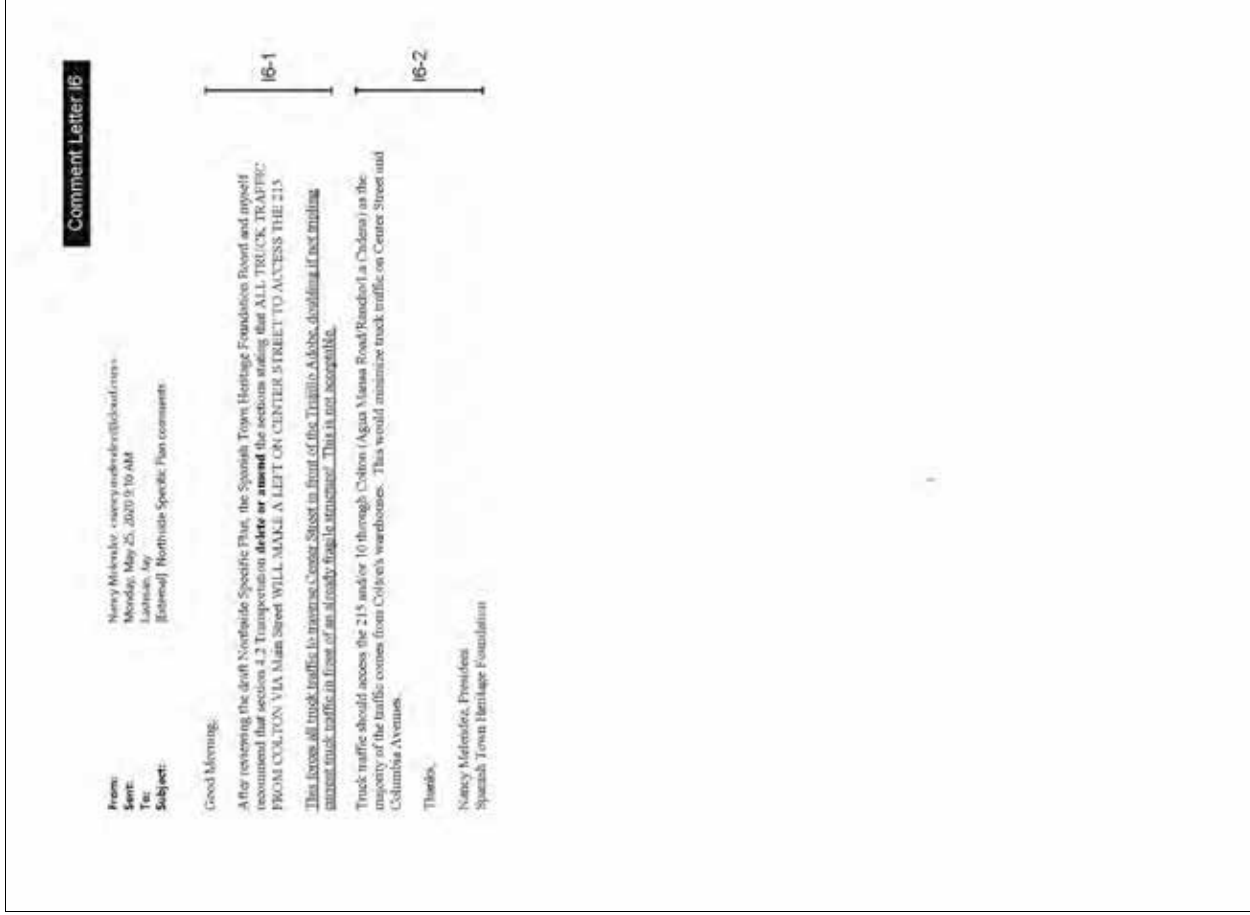 Comment Letter I6
From: Nancy Melendez
Sent: Monday, May 25, 2020 9:10 AM
To: Eastman, Jay
Subject: [External] Northside Specific Plan comments
Good Morning,
After reviewing the draft Northside Specific Plan, the Spanish Town Heritage Foundation Board and myself
recommend that section 4.2 Transportation delete or amend the sections stating that ALL TRUCK TRAFFIC
FROM COLTON VIA Main Street WILL MAKE A LEFT ON CENTER STREET TO ACCESS THE 215.
I6-1
This forces all truck traffic to traverse Center Street in front of the Trujillo Adobe, doubling if not tripling
current truck traffic in front of an already fragile structure! This is not acceptable.
Truck traffic should access the 215 and/or 10 through Colton (Agua Mansa Road/Rancho/La Cadena) as the
majority of the traffic comes from Colton's warehouses. This would minimize truck traffic on Center Street and
Columbia Avenues.
I6-2
Thanks,
Nancy Melendez, President
Spanish Town Heritage Foundation